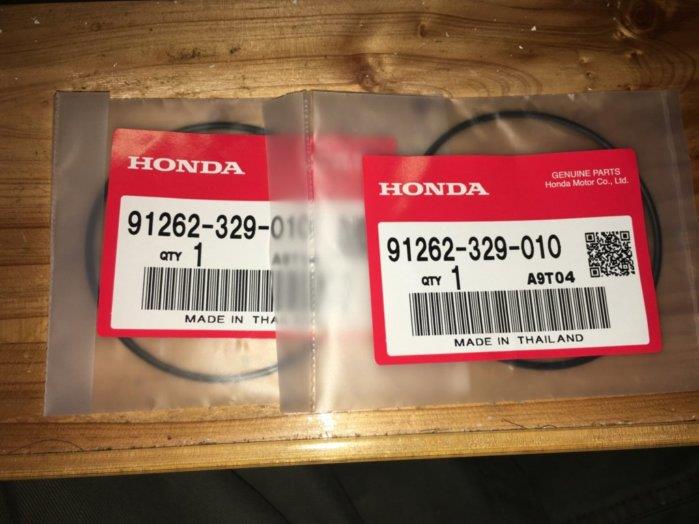 HONDA
91262-329-010
QTY 1
MADE IN THAI
HONDA
GENUINE PARTS
Honda Motor Co., Ltd.
91262-329-010
QTY 1 A9T04
MADE IN THAILAND